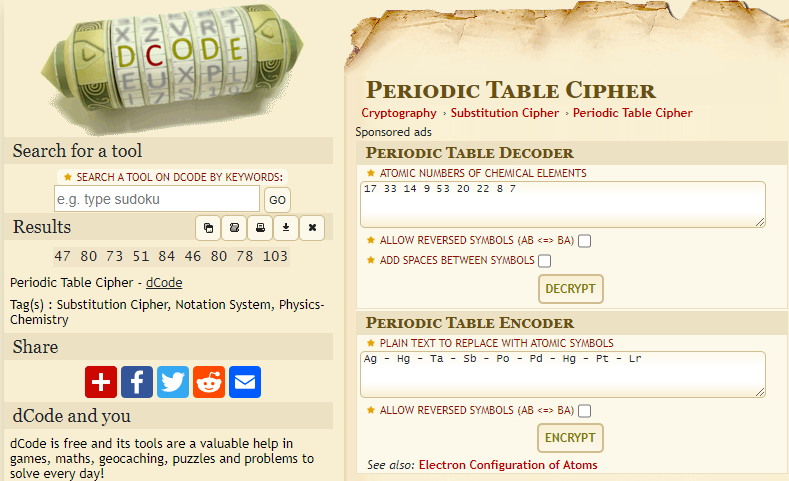 X Z V R T
D C O D E
E U X P L
Search for a tool
★ SEARCH A TOOL ON DCODE BY KEYWORDS:
e.g. type sudoku
GO
Results
47 80 73 51 84 46 80 78 103
Periodic Table Cipher - dCode
Tag(s) : Substitution Cipher, Notation System, Physics-
Chemistry
Share
dCode and you
dCode is free and its tools are a valuable help in
games, maths, geocaching, puzzles and problems to
solve every day!
PERIODIC TABLE CIPHER
Cryptography › Substitution Cipher › Periodic Table Cipher
Sponsored ads
PERIODIC TABLE DECODER
★ ATOMIC NUMBERS OF CHEMICAL ELEMENTS
17 33 14 9 53 20 22 8 7
★ ALLOW REVERSED SYMBOLS (AB <=> BA)
★ ADD SPACES BETWEEN SYMBOLS
DECRYPT
PERIODIC TABLE ENCODER
★ PLAIN TEXT TO REPLACE WITH ATOMIC SYMBOLS
Ag - Hg - Ta - Sb - Po - Pd - Hg - Pt - Lr
★ ALLOW REVERSED SYMBOLS (AB <=> BA)
ENCRYPT
See also: Electron Configuration of Atoms